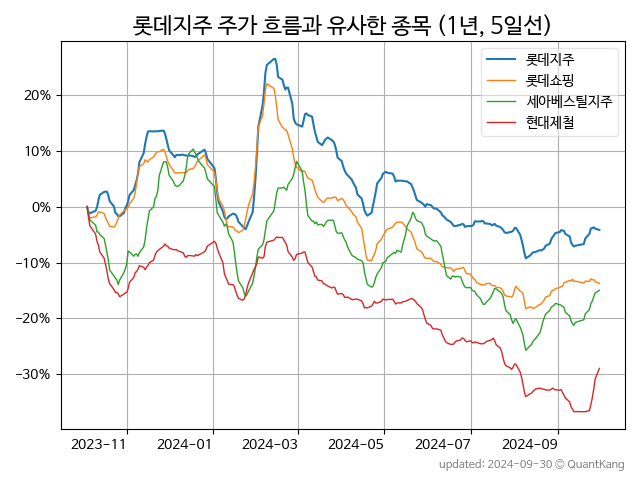 롯데지주 주가 흐름과 유사한 종목 (1년, 5일선)
롯데지주
롯데쇼핑
세아베스틸지주
현대제철
20%
10%
0%
−10%
−20%
−30%
2023-11
2024-01
2024-03
2024-05
2024-07
2024-09
updated: 2024-09-30 © QuantKang